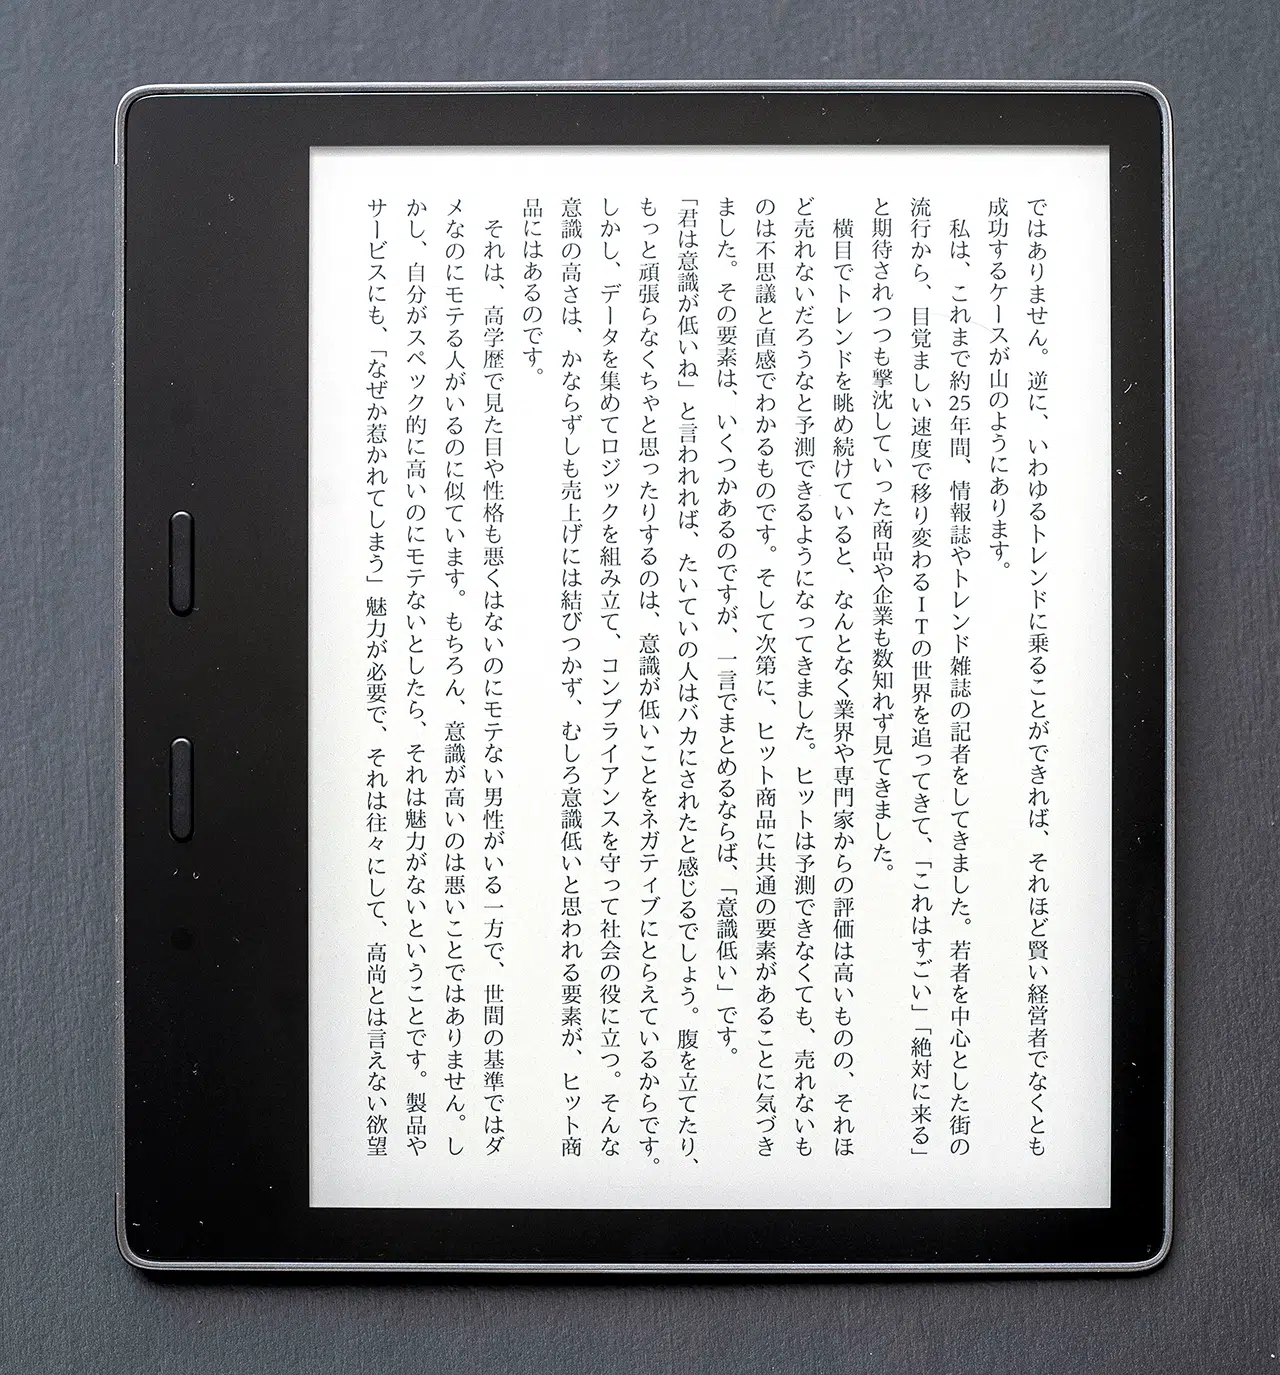 ではありません。逆に、いわゆるトレンドに乗ることができれば、それほど賢い経営者でなくとも
成功するケースが山のようにあります。
私は、これまで約25年間、情報誌やトレンド雑誌の記者をしてきました。若者を中心とした街の
流行から、目覚ましい速度で移り変わるITの世界を追ってきて、「これはすごい」「絶対に来る」
と期待されつつも撃沈していった商品や企業も数知れず見てきました。
横目でトレンドを眺め続けていると、なんとなく業界や専門家からの評価は高いものの、それほ
ど売れないだろうなと予測できるようになってきました。ヒットは予測できなくても、売れないも
のは不思議と直感でわかるものです。そして次第に、ヒット商品に共通の要素があることに気づき
ました。その要素は、いくつかあるのですが、一言でまとめるならば、「意識低い」です。
「君は意識が低いね」と言われれば、たいていの人はバカにされたと感じるでしょう。腹を立てたり、
もっと頑張らなくちゃと思ったりするのは、意識が低いことをネガティブにとらえているからです。
しかし、データを集めてロジックを組み立て、コンプライアンスを守って社会の役に立つ。そんな
意識の高さは、かならずしも売上げには結びつかず、むしろ意識低いと思われる要素が、ヒット商
品にはあるのです。
それは、高学歴で見た目や性格も悪くはないのにモテない男性がいる一方で、世間の基準ではダ
メなのにモテる人がいるのに似ています。もちろん、意識が高いのは悪いことではありません。し
かし、自分がスペック的に高いのにモテないとしたら、それは魅力がないということです。製品や
サービスにも、「なぜか惹かれてしまう」魅力が必要で、それは往々にして、高尚とは言えない欲望